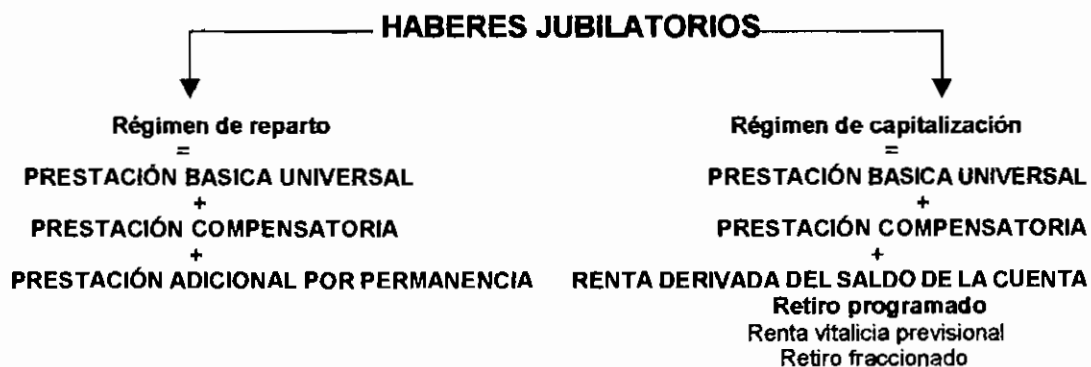 HABERES JUBILATORIOS
Régimen de reparto
=
PRESTACIÓN BASICA UNIVERSAL
+
PRESTACIÓN COMPENSATORIA
+
PRESTACIÓN ADICIONAL POR PERMANENCIA
Régimen de capitalización
=
PRESTACIÓN BASICA UNIVERSAL
+
PRESTACIÓN COMPENSATORIA
+
RENTA DERIVADA DEL SALDO DE LA CUENTA
Retiro programado
Renta vitalicia previsional
Retiro fraccionado